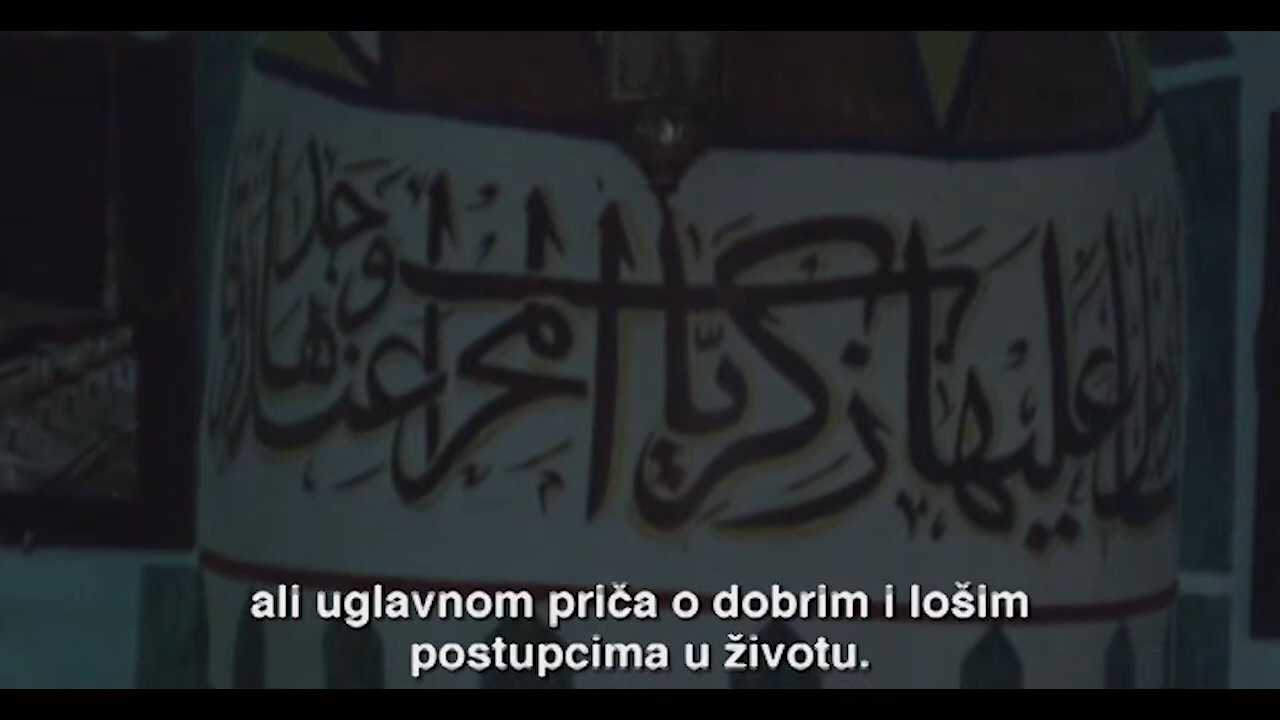 عليها زكريا المحراب وجد عندها
ali uglavnom priča o dobrim i lošim
postupcima u životu.